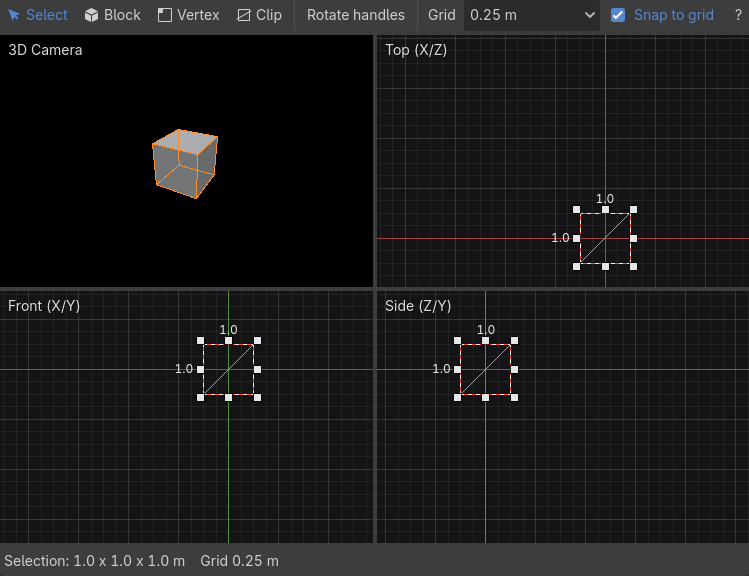 Select Block Vertex Clip Rotate handles Grid 0.25 m Snap to grid ?
3D Camera
Top (X/Z)
1.0
1.0
Front (X/Y)
1.0
1.0
Side (Z/Y)
1.0
1.0
Selection: 1.0 x 1.0 x 1.0 m Grid 0.25 m